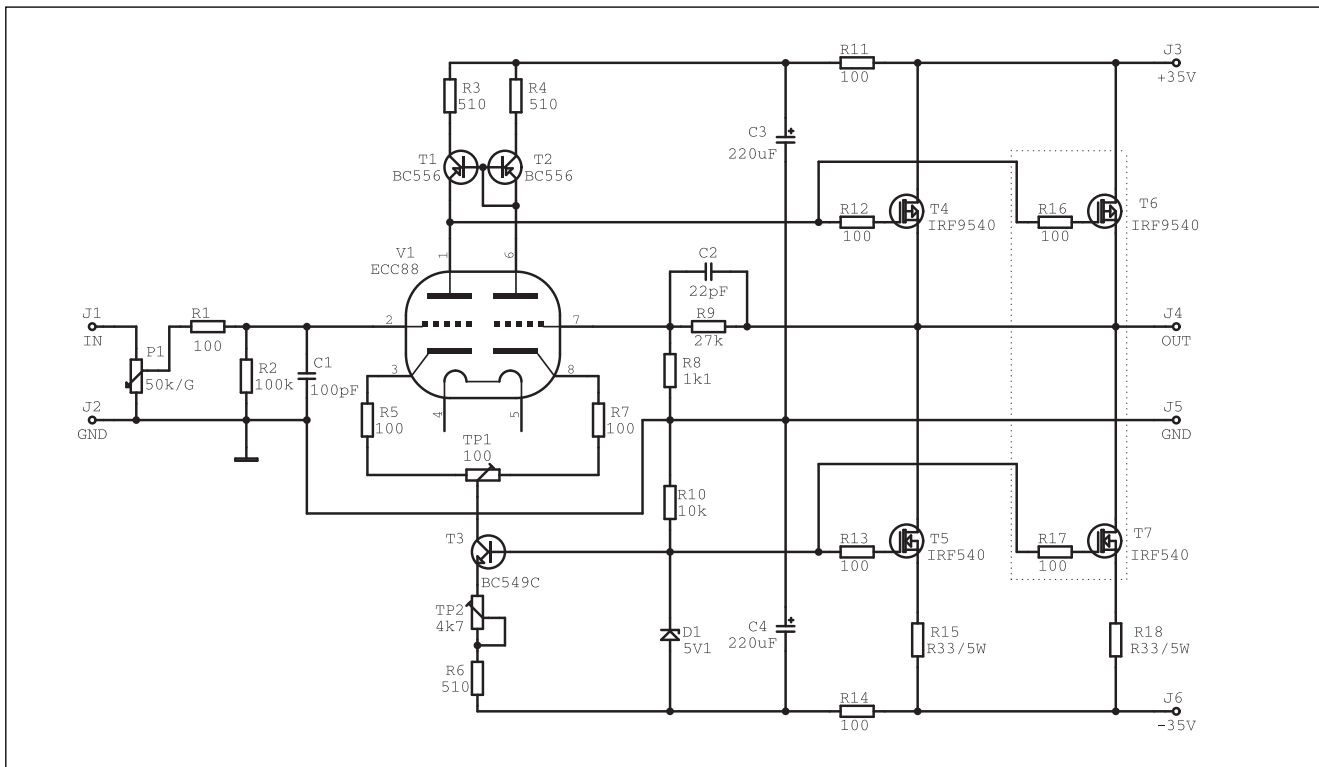 R11
100
J3
+35V
R3
510
R4
510
C3
220uF
T1
BC556
T2
BC556
R12
100
T4
IRF9540
R16
100
T6
IRF9540
V1
ECC88
1
6
C2
22pF
J1
IN
R1
100
2
7
R9
27k
J4
OUT
P1
50k/G
R2
100k
C1
100pF
3
8
R8
1k1
J2
GND
R5
100
4
5
R7
100
J5
GND
TP1
100
R10
10k
T3
BC549C
R13
100
T5
IRF540
R17
100
T7
IRF540
TP2
4k7
D1
5V1
C4
220uF
R15
R33/5W
R18
R33/5W
R6
510
R14
100
J6
-35V